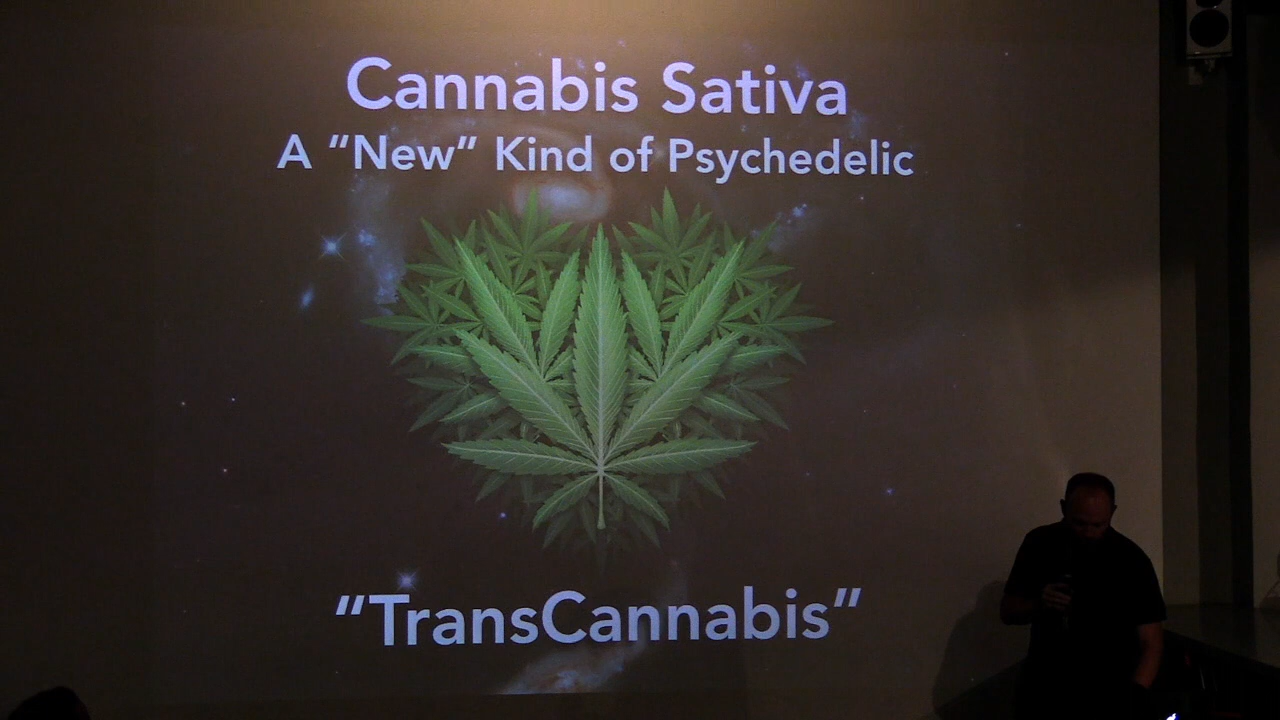 Cannabis Sativa
A “New” Kind of Psychedelic
“TransCannabis”